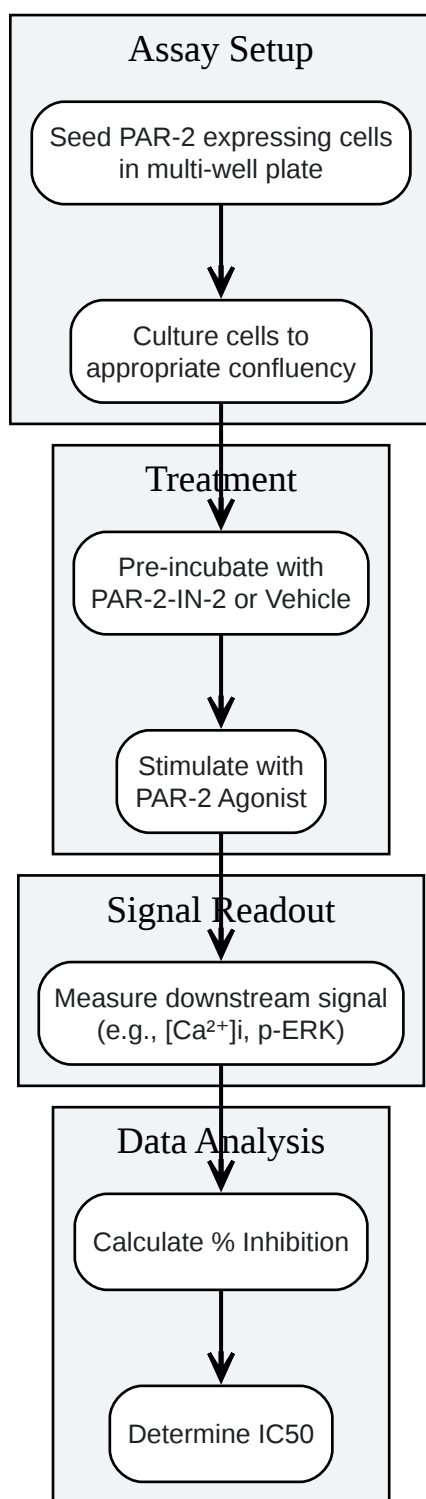 Assay Setup
Seed PAR-2 expressing cells
in multi-well plate
Culture cells to
appropriate confluency
Treatment
Pre-incubate with
PAR-2-IN-2 or Vehicle
Stimulate with
PAR-2 Agonist
Signal Readout
Measure downstream signal
(e.g., [Ca²⁺]i, p-ERK)
Data Analysis
Calculate % Inhibition
Determine IC50